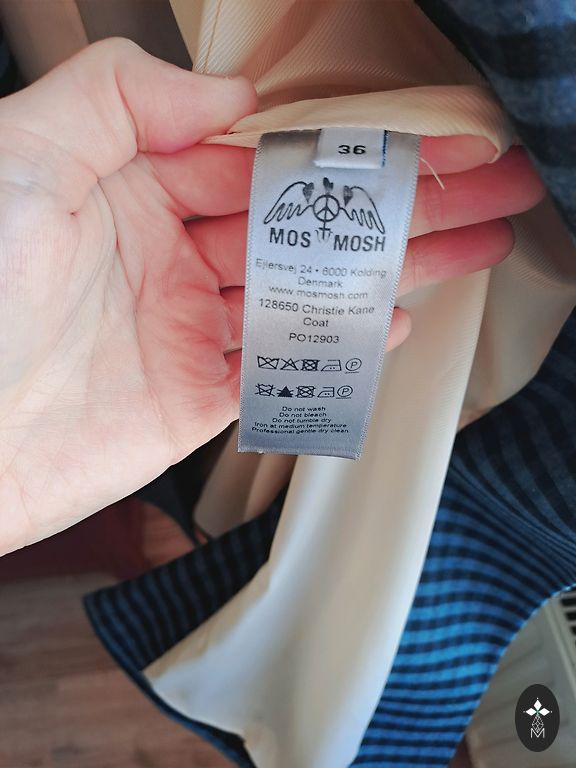 36
MOS MOSH
Ejlersvej 24 • 6000 Kolding
Denmark
www.mosmosh.com
128650 Christie Kane
Coat
PO12903
Do not wash
Do not bleach
Do not tumble dry
Iron at medium temperature
Professional gentle dry clean